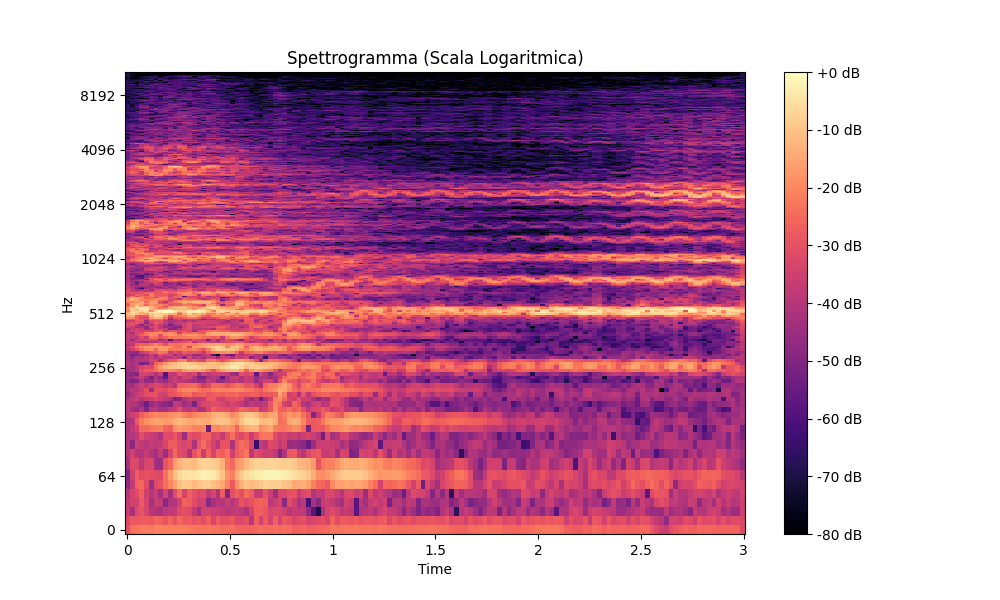 Spettrogramma (Scala Logaritmica)
Hz
8192
4096
2048
1024
512
256
128
64
0
0 0.5 1 1.5 2 2.5 3
Time
+0 dB
-10 dB
-20 dB
-30 dB
-40 dB
-50 dB
-60 dB
-70 dB
-80 dB